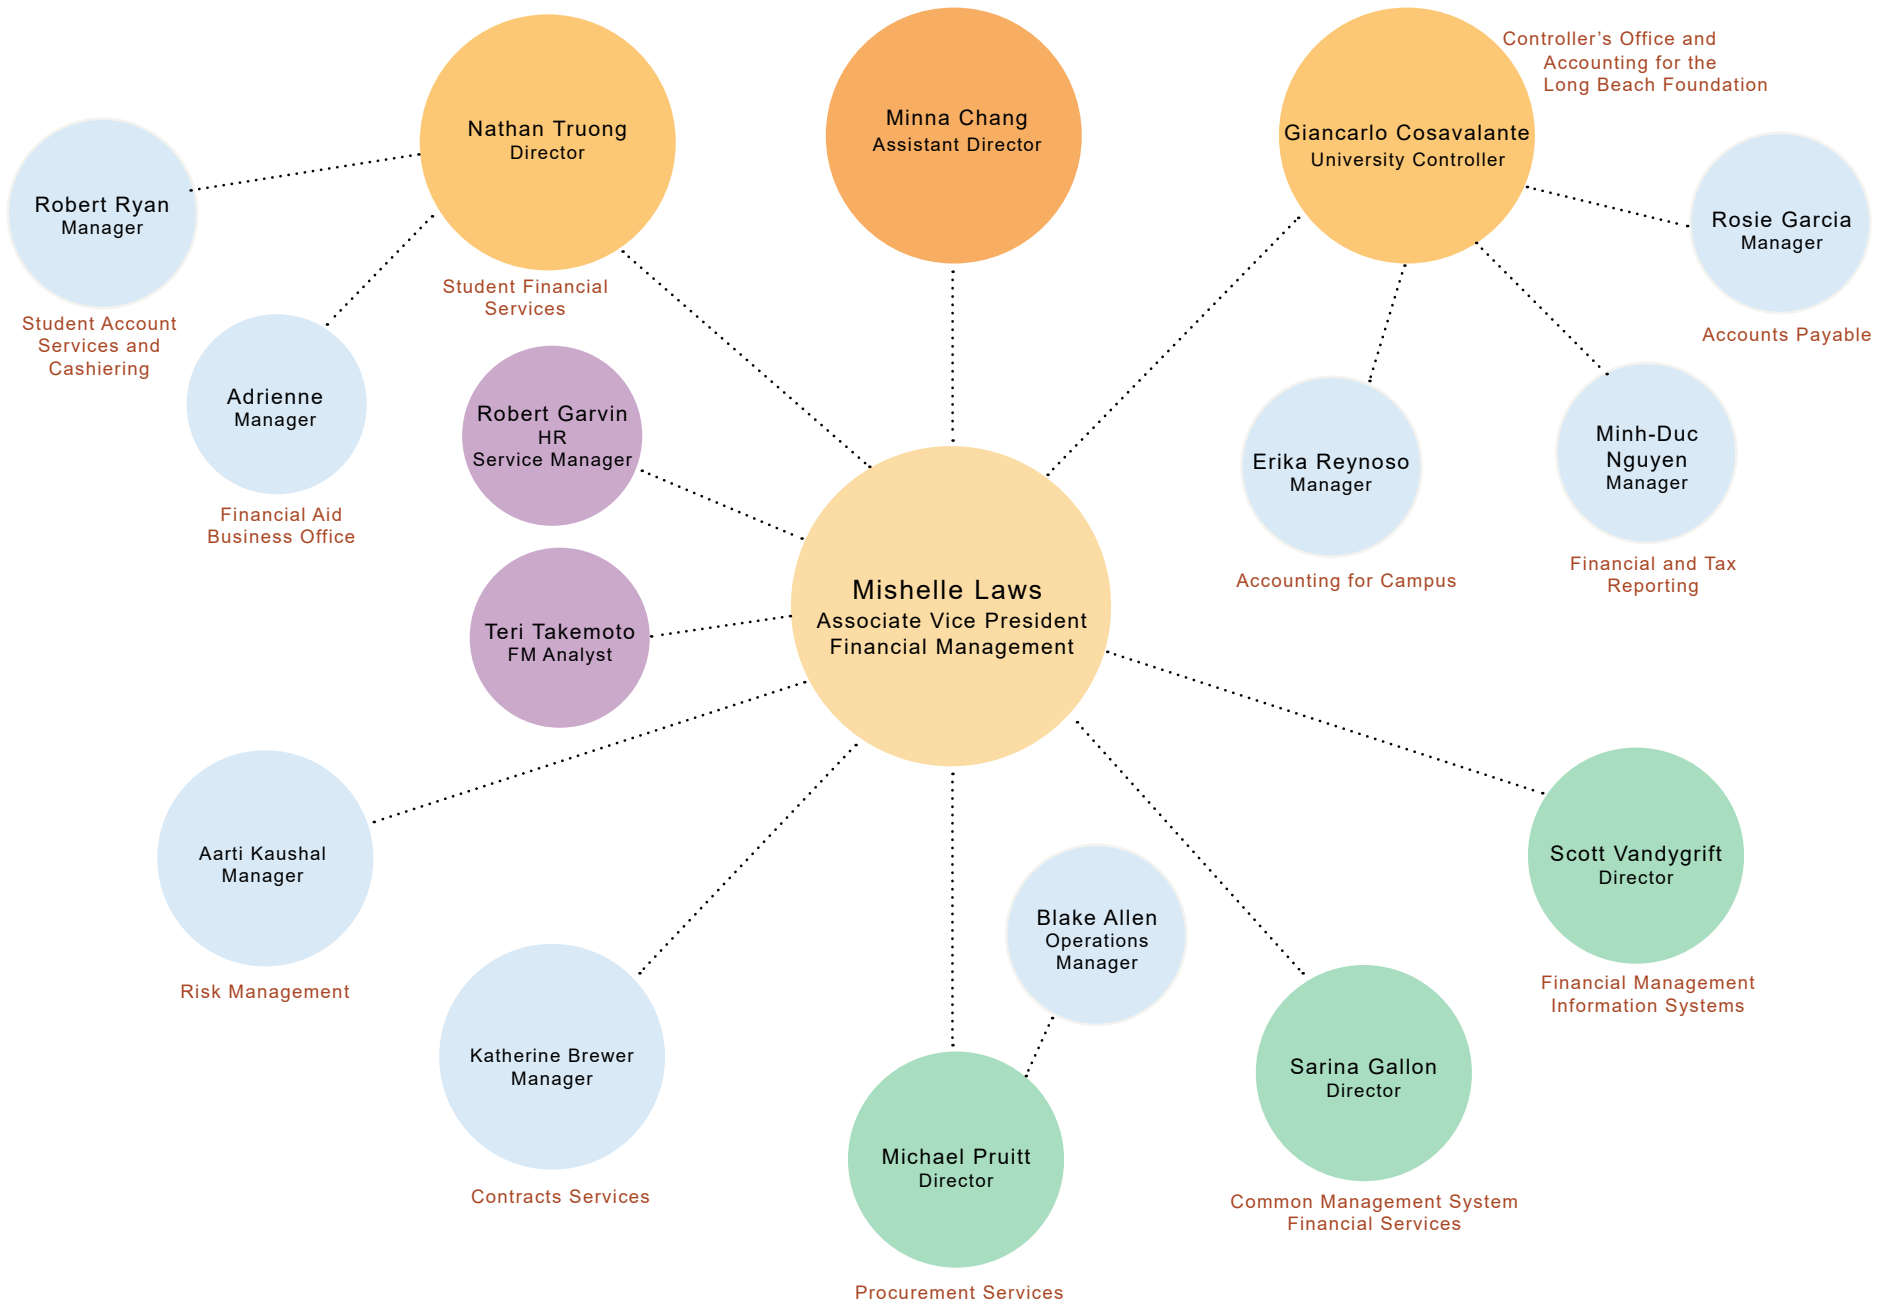 Controller’s Office and
Accounting for the
Long Beach Foundation
Nathan Truong
Director
Minna Chang
Assistant Director
Giancarlo Cosavalante
University Controller
Robert Ryan
Manager
Rosie Garcia
Manager
Student Financial
Services
Student Account
Services and
Cashiering
Accounts Payable
Adrienne
Manager
Robert Garvin
HR
Service Manager
Erika Reynoso
Manager
Minh-Duc
Nguyen
Manager
Financial Aid
Business Office
Accounting for Campus
Financial and Tax
Reporting
Mishelle Laws
Associate Vice President
Financial Management
Teri Takemoto
FM Analyst
Aarti Kaushal
Manager
Scott Vandygrift
Director
Blake Allen
Operations
Manager
Risk Management
Financial Management
Information Systems
Katherine Brewer
Manager
Sarina Gallon
Director
Michael Pruitt
Director
Contracts Services
Common Management System
Financial Services
Procurement Services